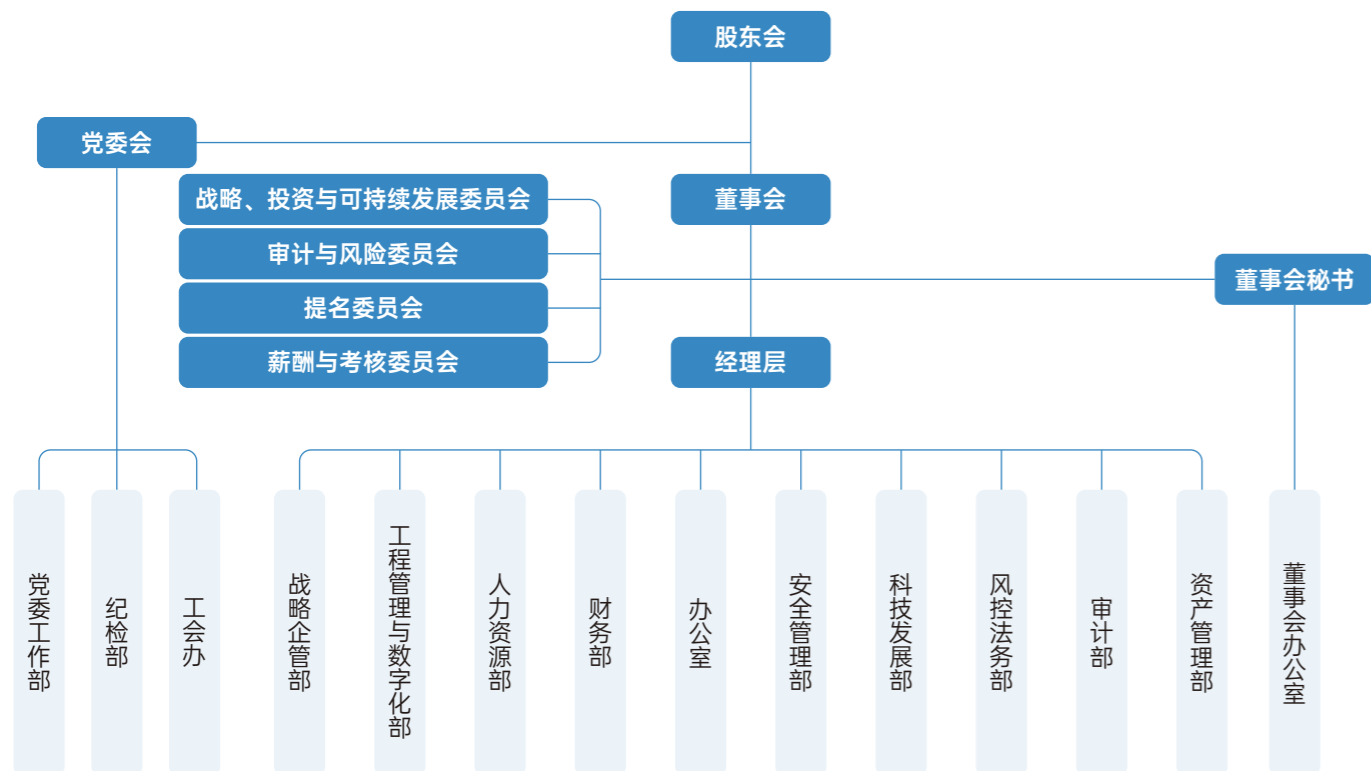 股东会
党委会
战略、投资与可持续发展委员会
董事会
审计与风险委员会
董事会秘书
提名委员会
薪酬与考核委员会
经理层
党委工作部
纪检部
工会办
战略企管部
工程管理与数字化部
人力资源部
财务部
办公室
安全管理部
科技发展部
风控法务部
审计部
资产管理部
董事会办公室